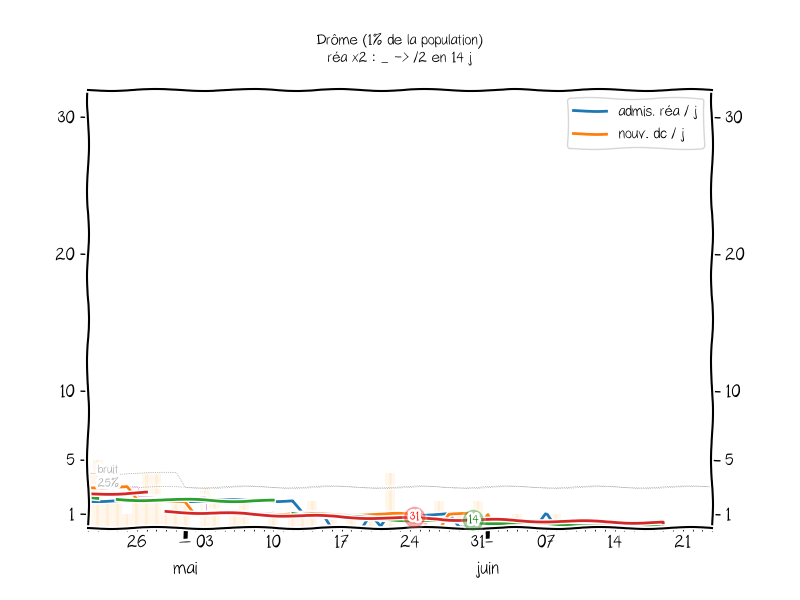 Drôme (1% de la population)
réa x2 : _ -> /2 en 14 j
admis. réa / j
nouv. dc / j
30
30
20
20
10
10
5
5
1
1
bruit
25%
31
14
26 03 10 17 24 31 07 14 21
mai juin